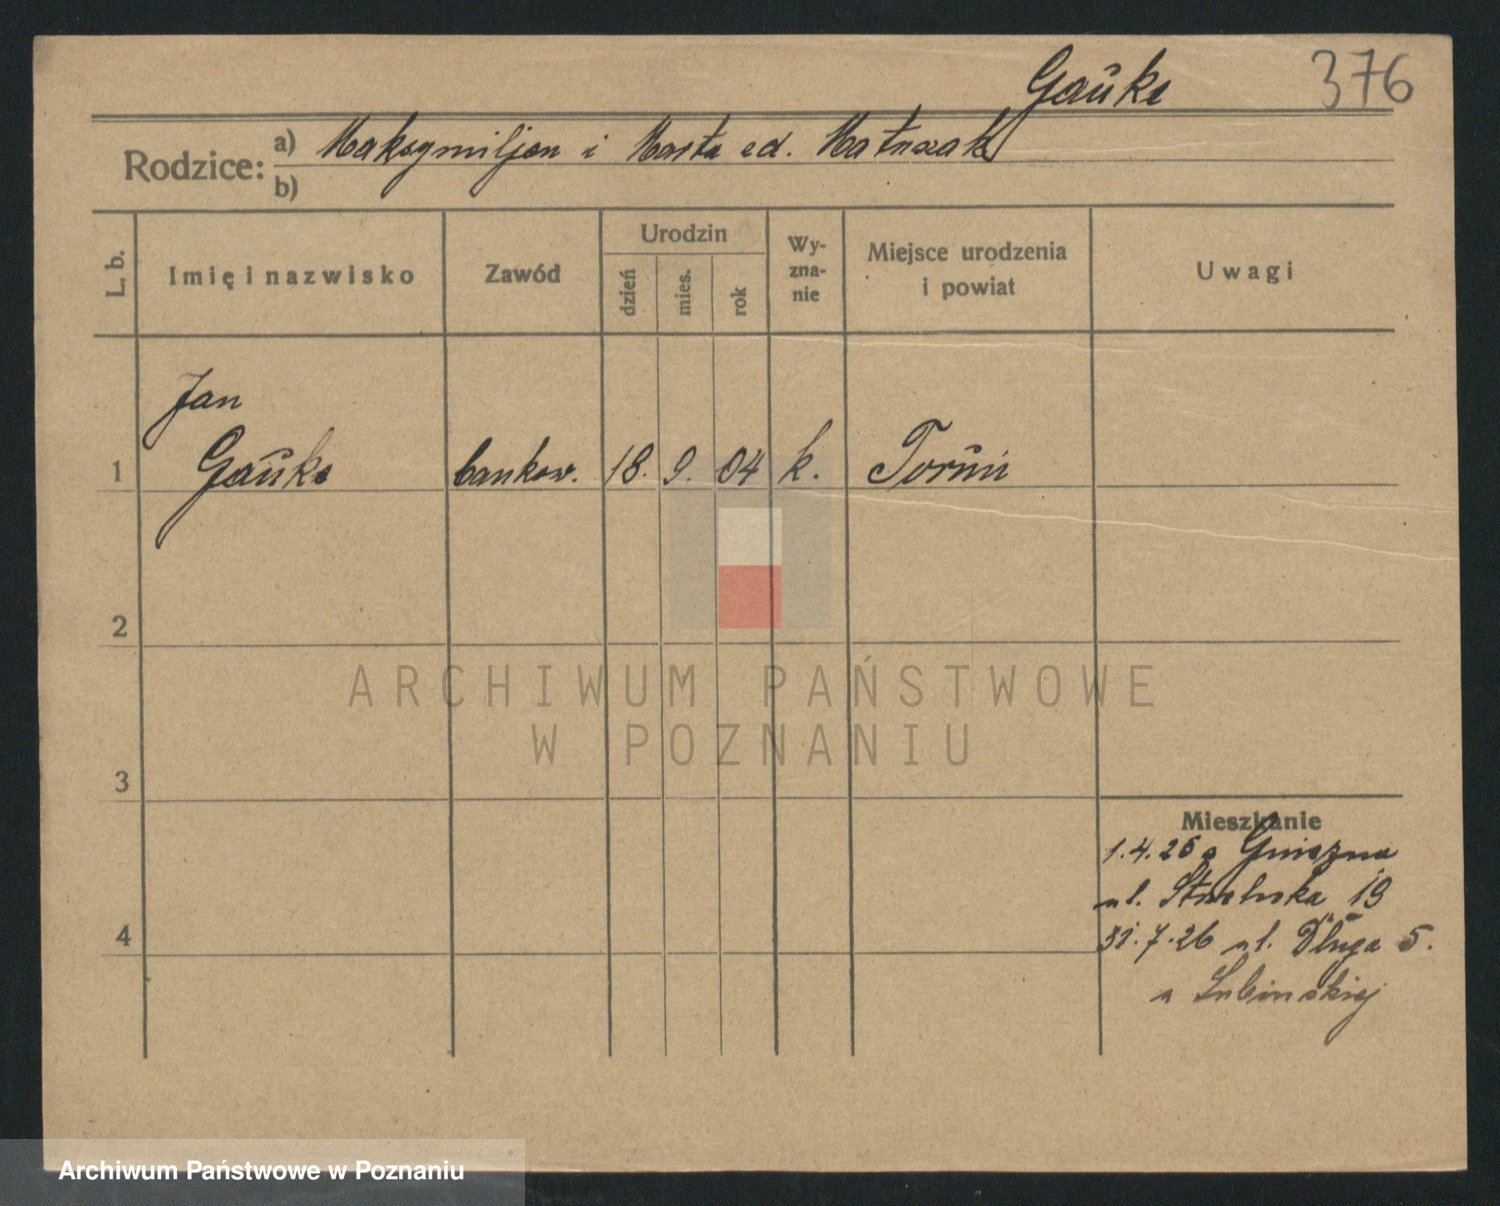 Gauke
376
Rodzice:
a) Maksymiljan i Marta zd. Matuszak
b)
L. b.
Imię i nazwisko
Zawód
Urodzin
dzień
mies.
rok
Wy-
zna-
nie
Miejsce urodzenia
i powiat
Uwagi
Jan
1 Gauke bankow. 18. 9. 04 k. Toruń
2
ARCHIWUM PAŃSTWOWE
W POZNANIU
3
Mieszkanie
1.4.26 z Gniezna
ul. 19
4
31.7.26 ul. Długa 5.
u Lubinskiej
Archiwum Państwowe w Poznaniu